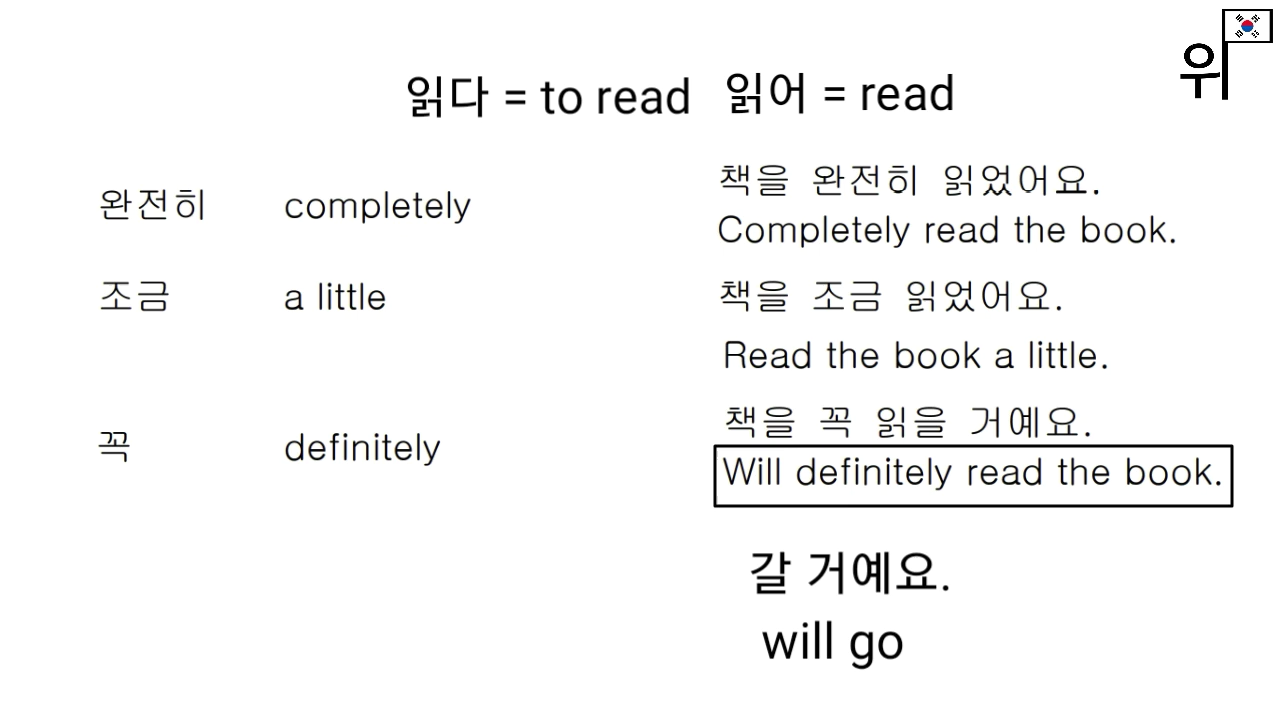 위
읽다 = to read 읽어 = read
완전히 completely 책을 완전히 읽었어요.
Completely read the book.
조금 a little 책을 조금 읽었어요.
Read the book a little.
꼭 definitely 책을 꼭 읽을 거예요.
Will definitely read the book.
갈 거예요.
will go